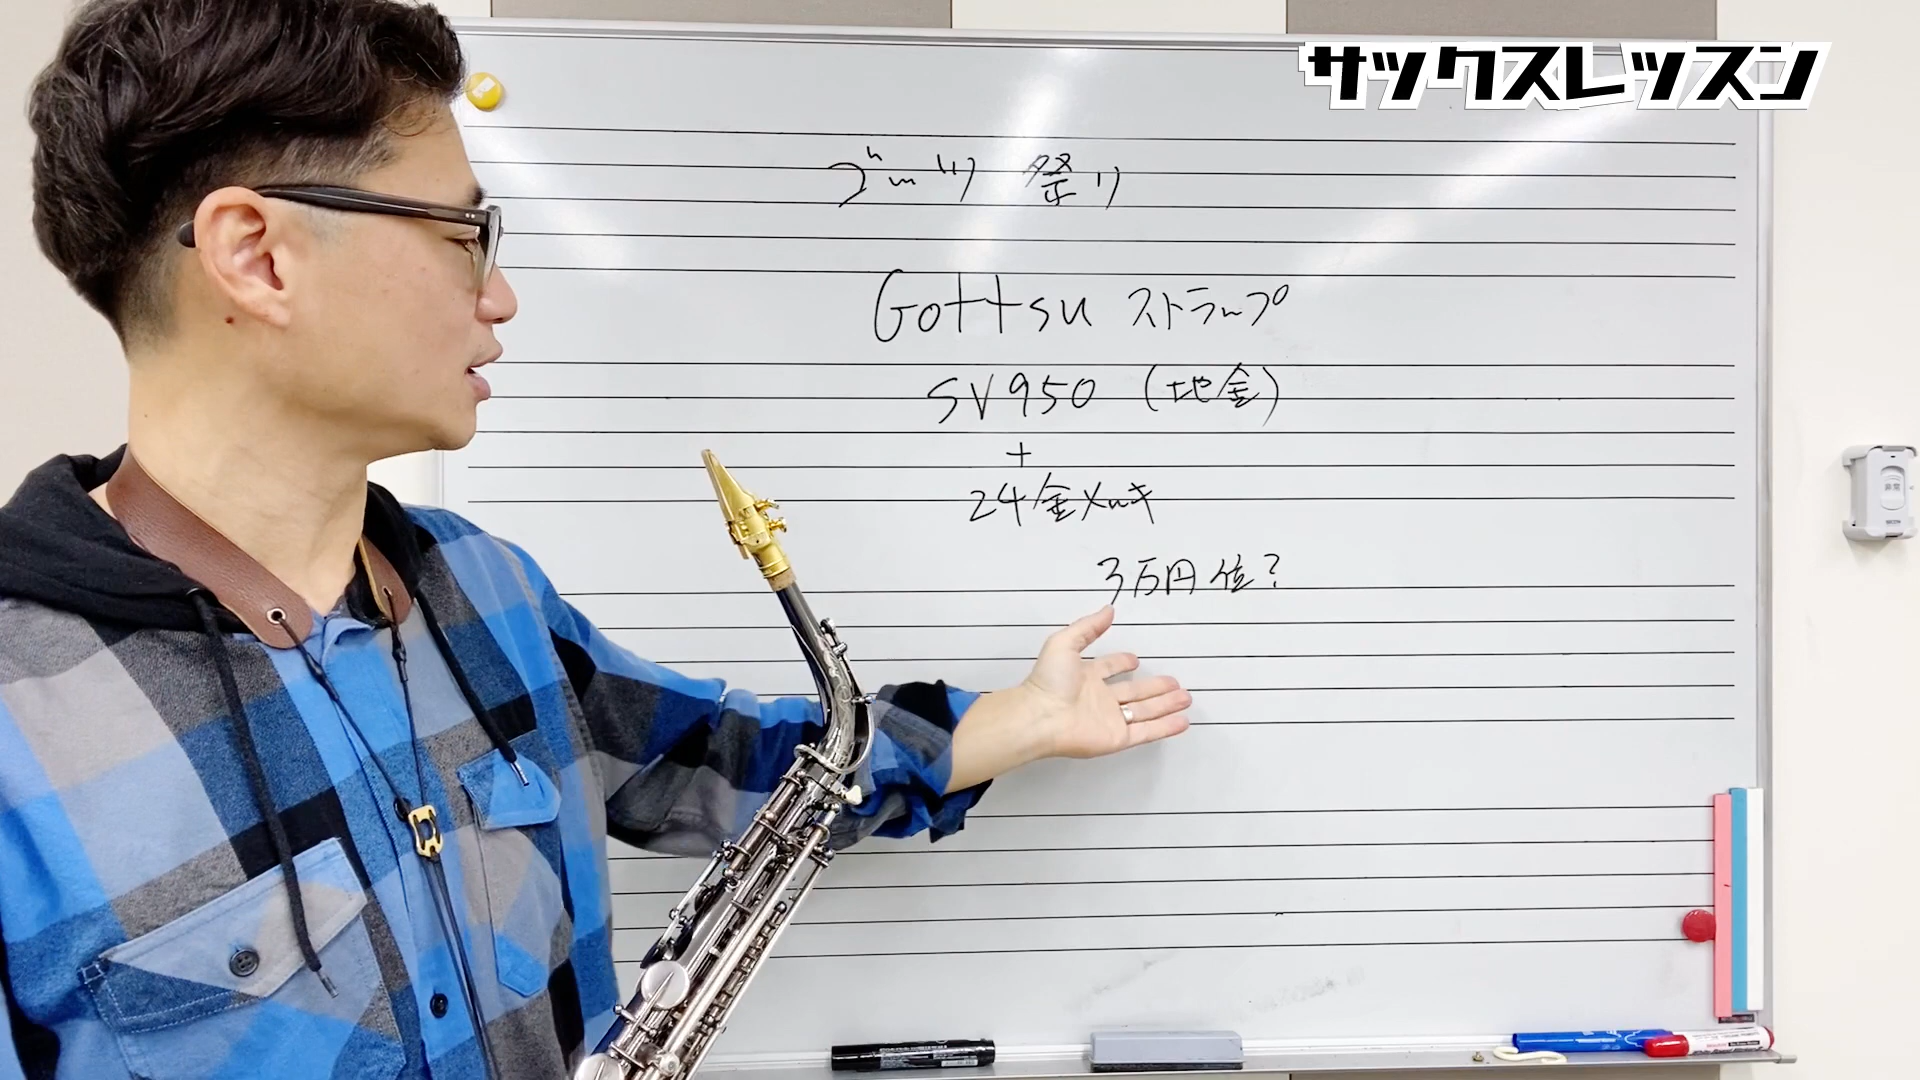 サックスレッスン
ゴッツ祭り
Gottsu ストラップ
SV950 (地金)
+
24金メッキ
3万円位?